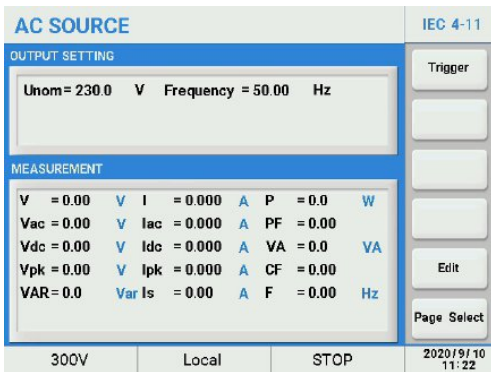 AC SOURCE
IEC 4-11
OUTPUT SETTING
Unom= 230.0 V Frequency = 50.00 Hz
Trigger
MEASUREMENT
V = 0.00 V I = 0.000 A P = 0.0 W
Vac = 0.00 V Iac = 0.000 A PF = 0.00
Vdc = 0.00 V Idc = 0.000 A VA = 0.0 VA
Vpk = 0.00 V Ipk = 0.000 A CF = 0.00
VAR= 0.0 Var Is = 0.00 A F = 0.00 Hz
Edit
Page Select
300V Local STOP
2020/9/10
11:22